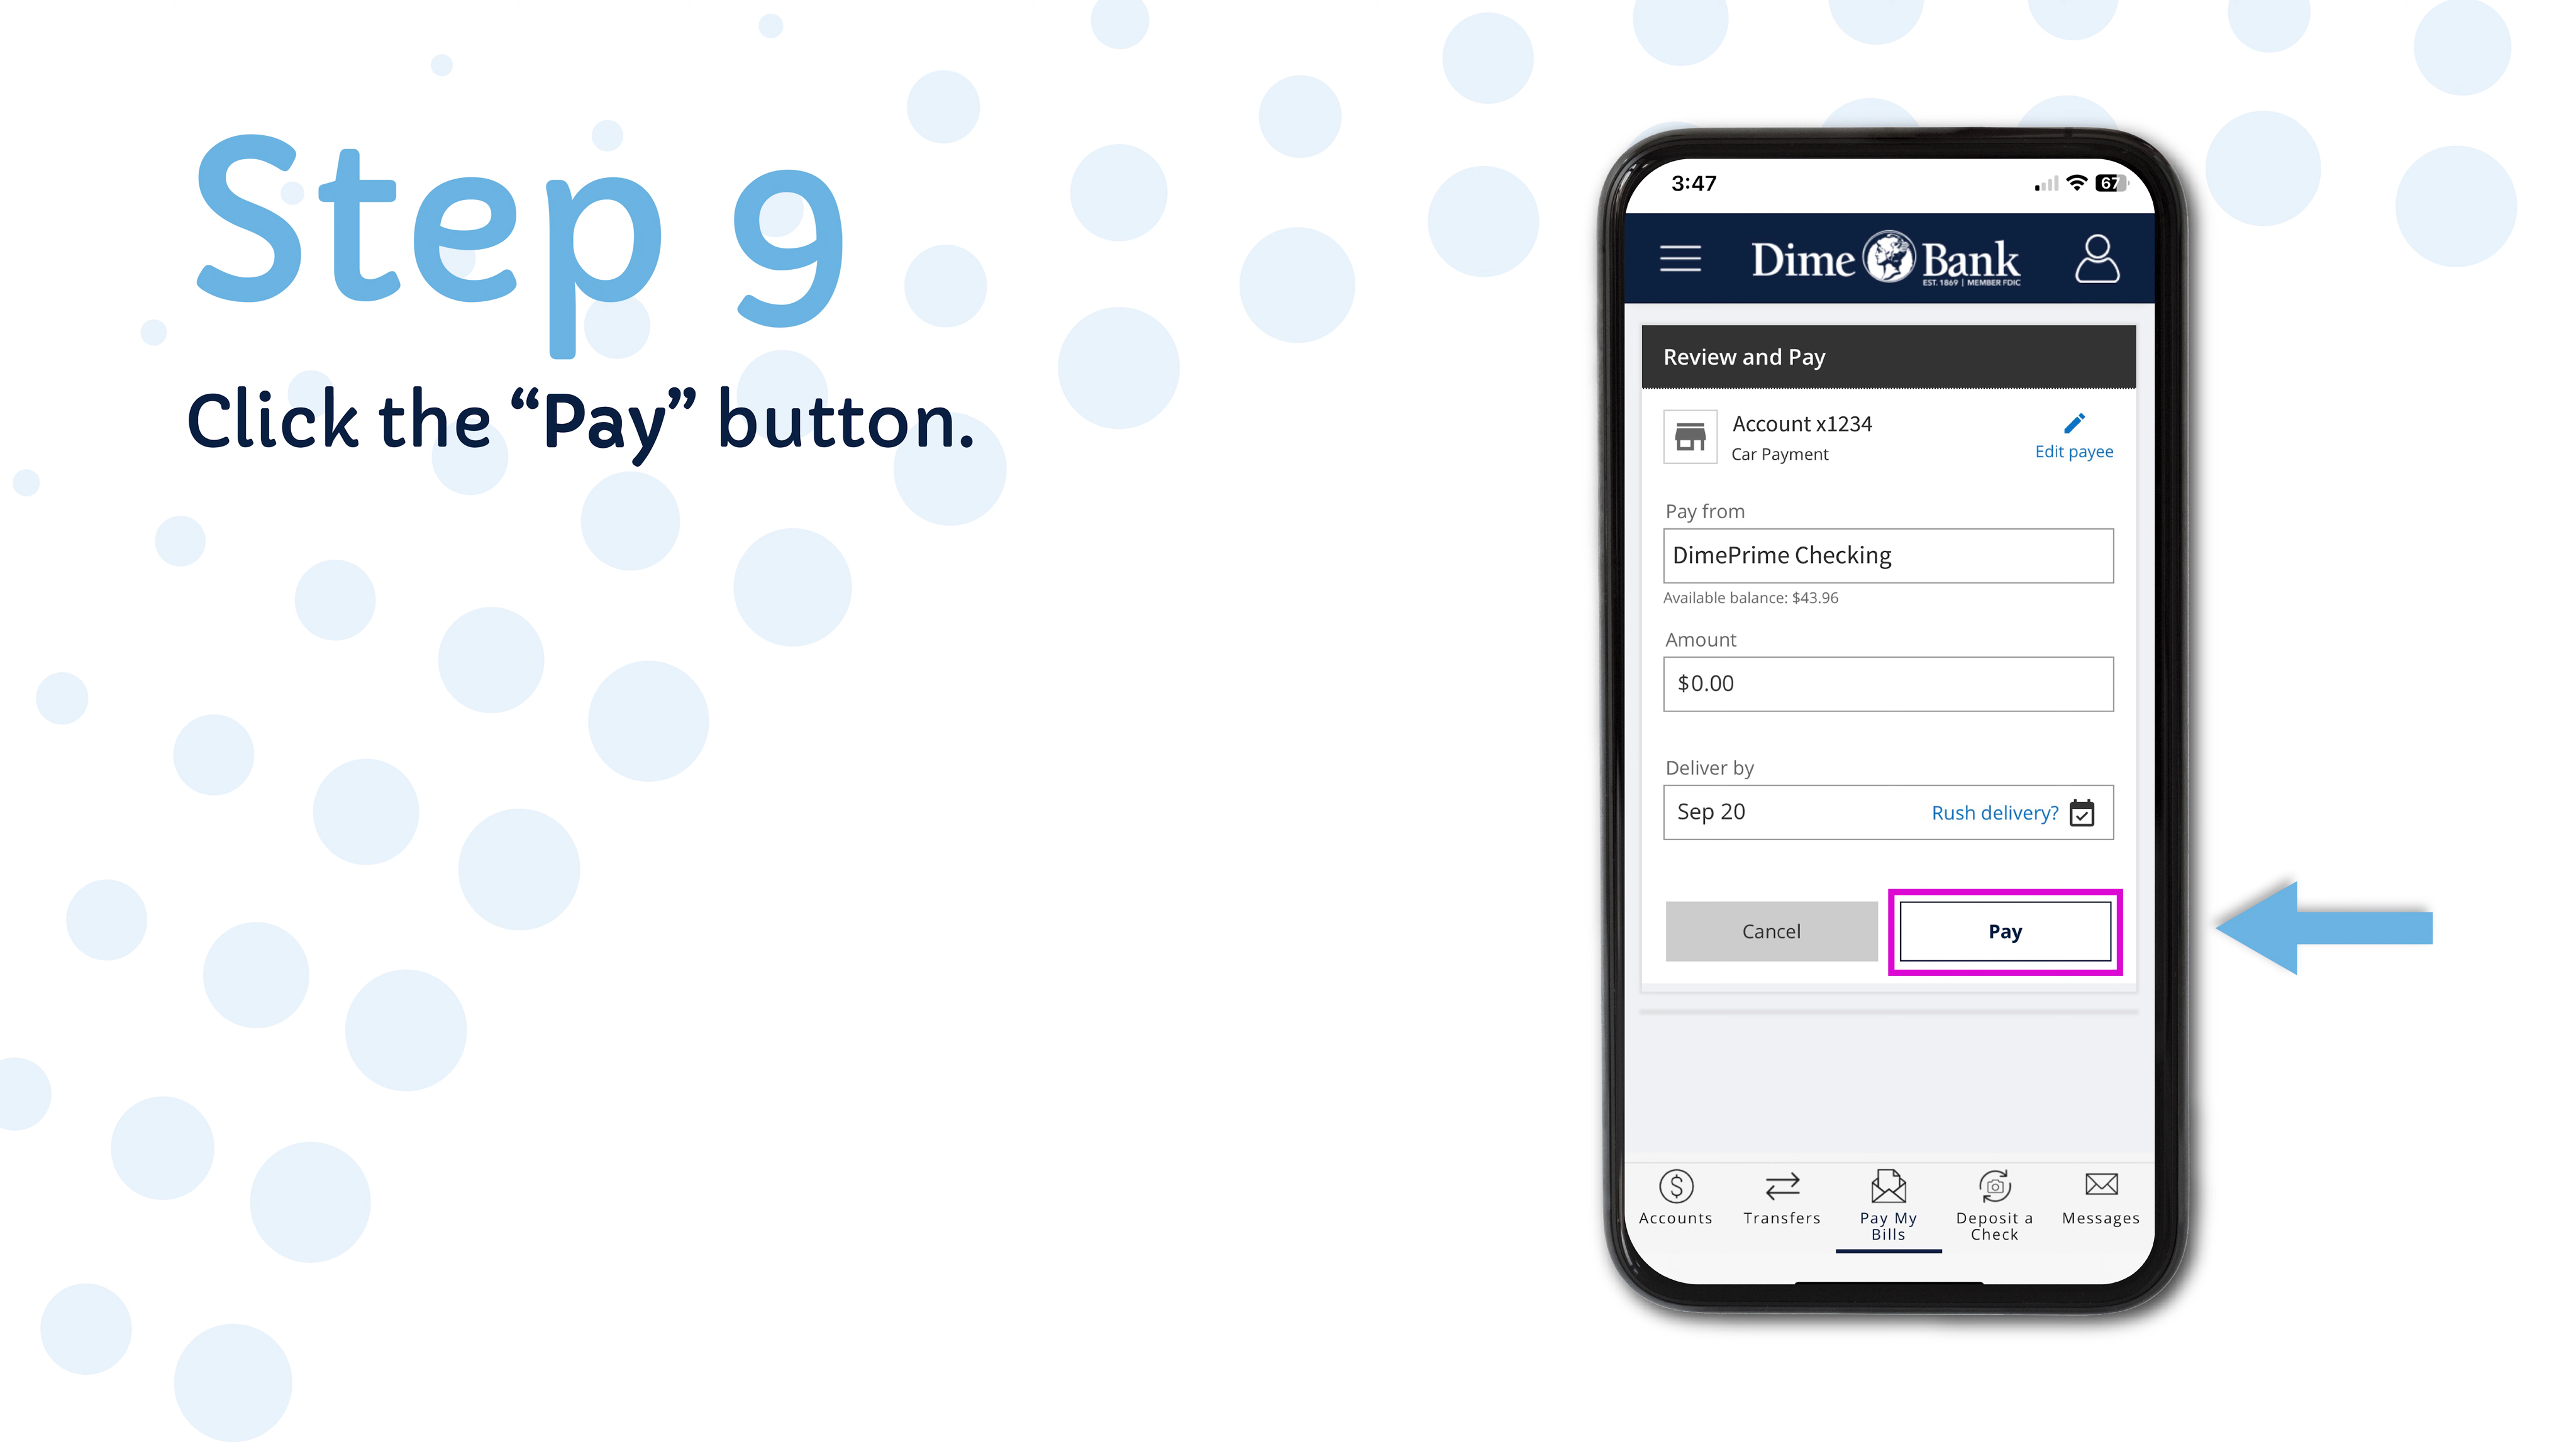 Step 9
Click the “Pay” button.
3:47
67
Dime Bank
EST. 1869 | MEMBER FDIC
Review and Pay
Account x1234
Car Payment
Edit payee
Pay from
DimePrime Checking
Available balance: $43.96
Amount
$0.00
Deliver by
Sep 20
Rush delivery?
Cancel
Pay
Accounts
Transfers
Pay My
Bills
Deposit a
Check
Messages